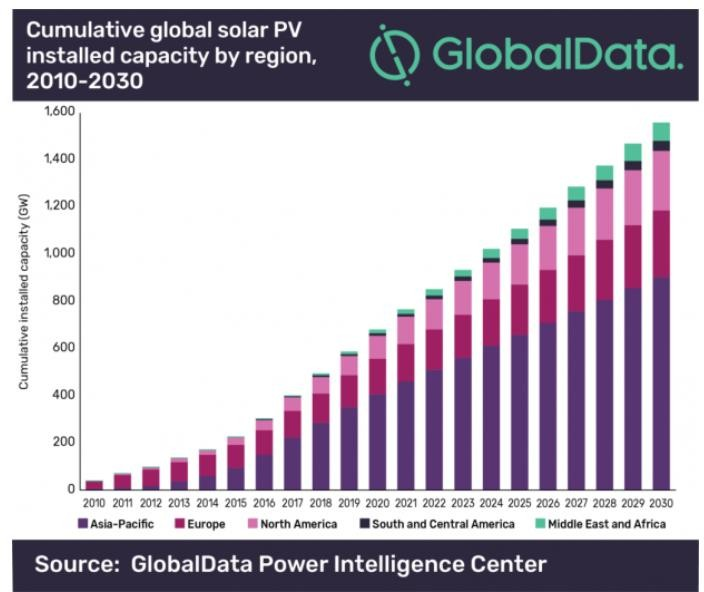 Cumulative global solar PV
installed capacity by region,
2010-2030
GlobalData.
Cumulative installed capacity (GW)
1,600
1,400
1,200
1,000
800
600
400
200
0
2010 2011 2012 2013 2014 2015 2016 2017 2018 2019 2020 2021 2022 2023 2024 2025 2026 2027 2028 2029 2030
Asia-Pacific Europe North America South and Central America Middle East and Africa
Source: GlobalData Power Intelligence Center